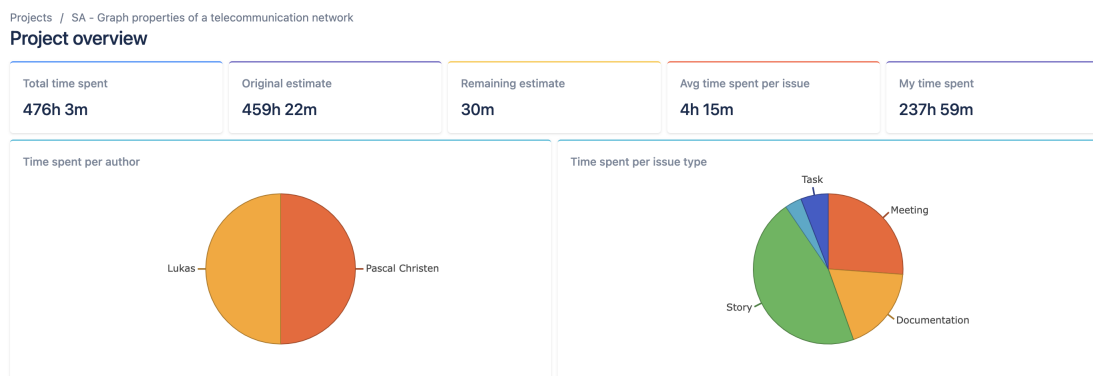 Projects / SA - Graph properties of a telecommunication network
Project overview
Total time spent
476h 3m
Original estimate
459h 22m
Remaining estimate
30m
Avg time spent per issue
4h 15m
My time spent
237h 59m
Time spent per author
Lukas
Pascal Christen
Time spent per issue type
Task
Meeting
Story
Documentation